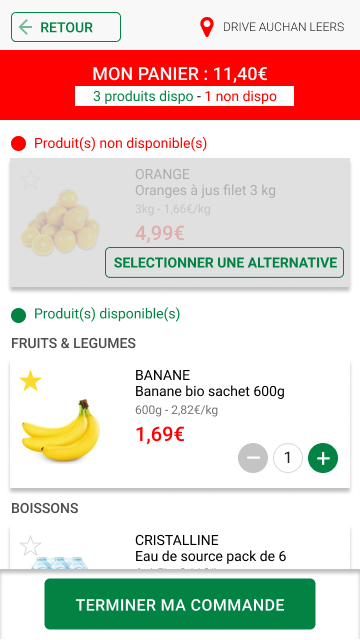 RETOUR
DRIVE AUCHAN LEERS
MON PANIER : 11,40€
3 produits dispo - 1 non dispo
Produit(s) non disponible(s)
ORANGE
Oranges à jus filet 3 kg
3kg - 1,66€/kg
4,99€
SELECTIONNER UNE ALTERNATIVE
Produit(s) disponible(s)
FRUITS & LEGUMES
BANANE
Banane bio sachet 600g
600g - 2,82€/kg
1,69€
1
BOISSONS
CRISTALLINE
Eau de source pack de 6
TERMINER MA COMMANDE